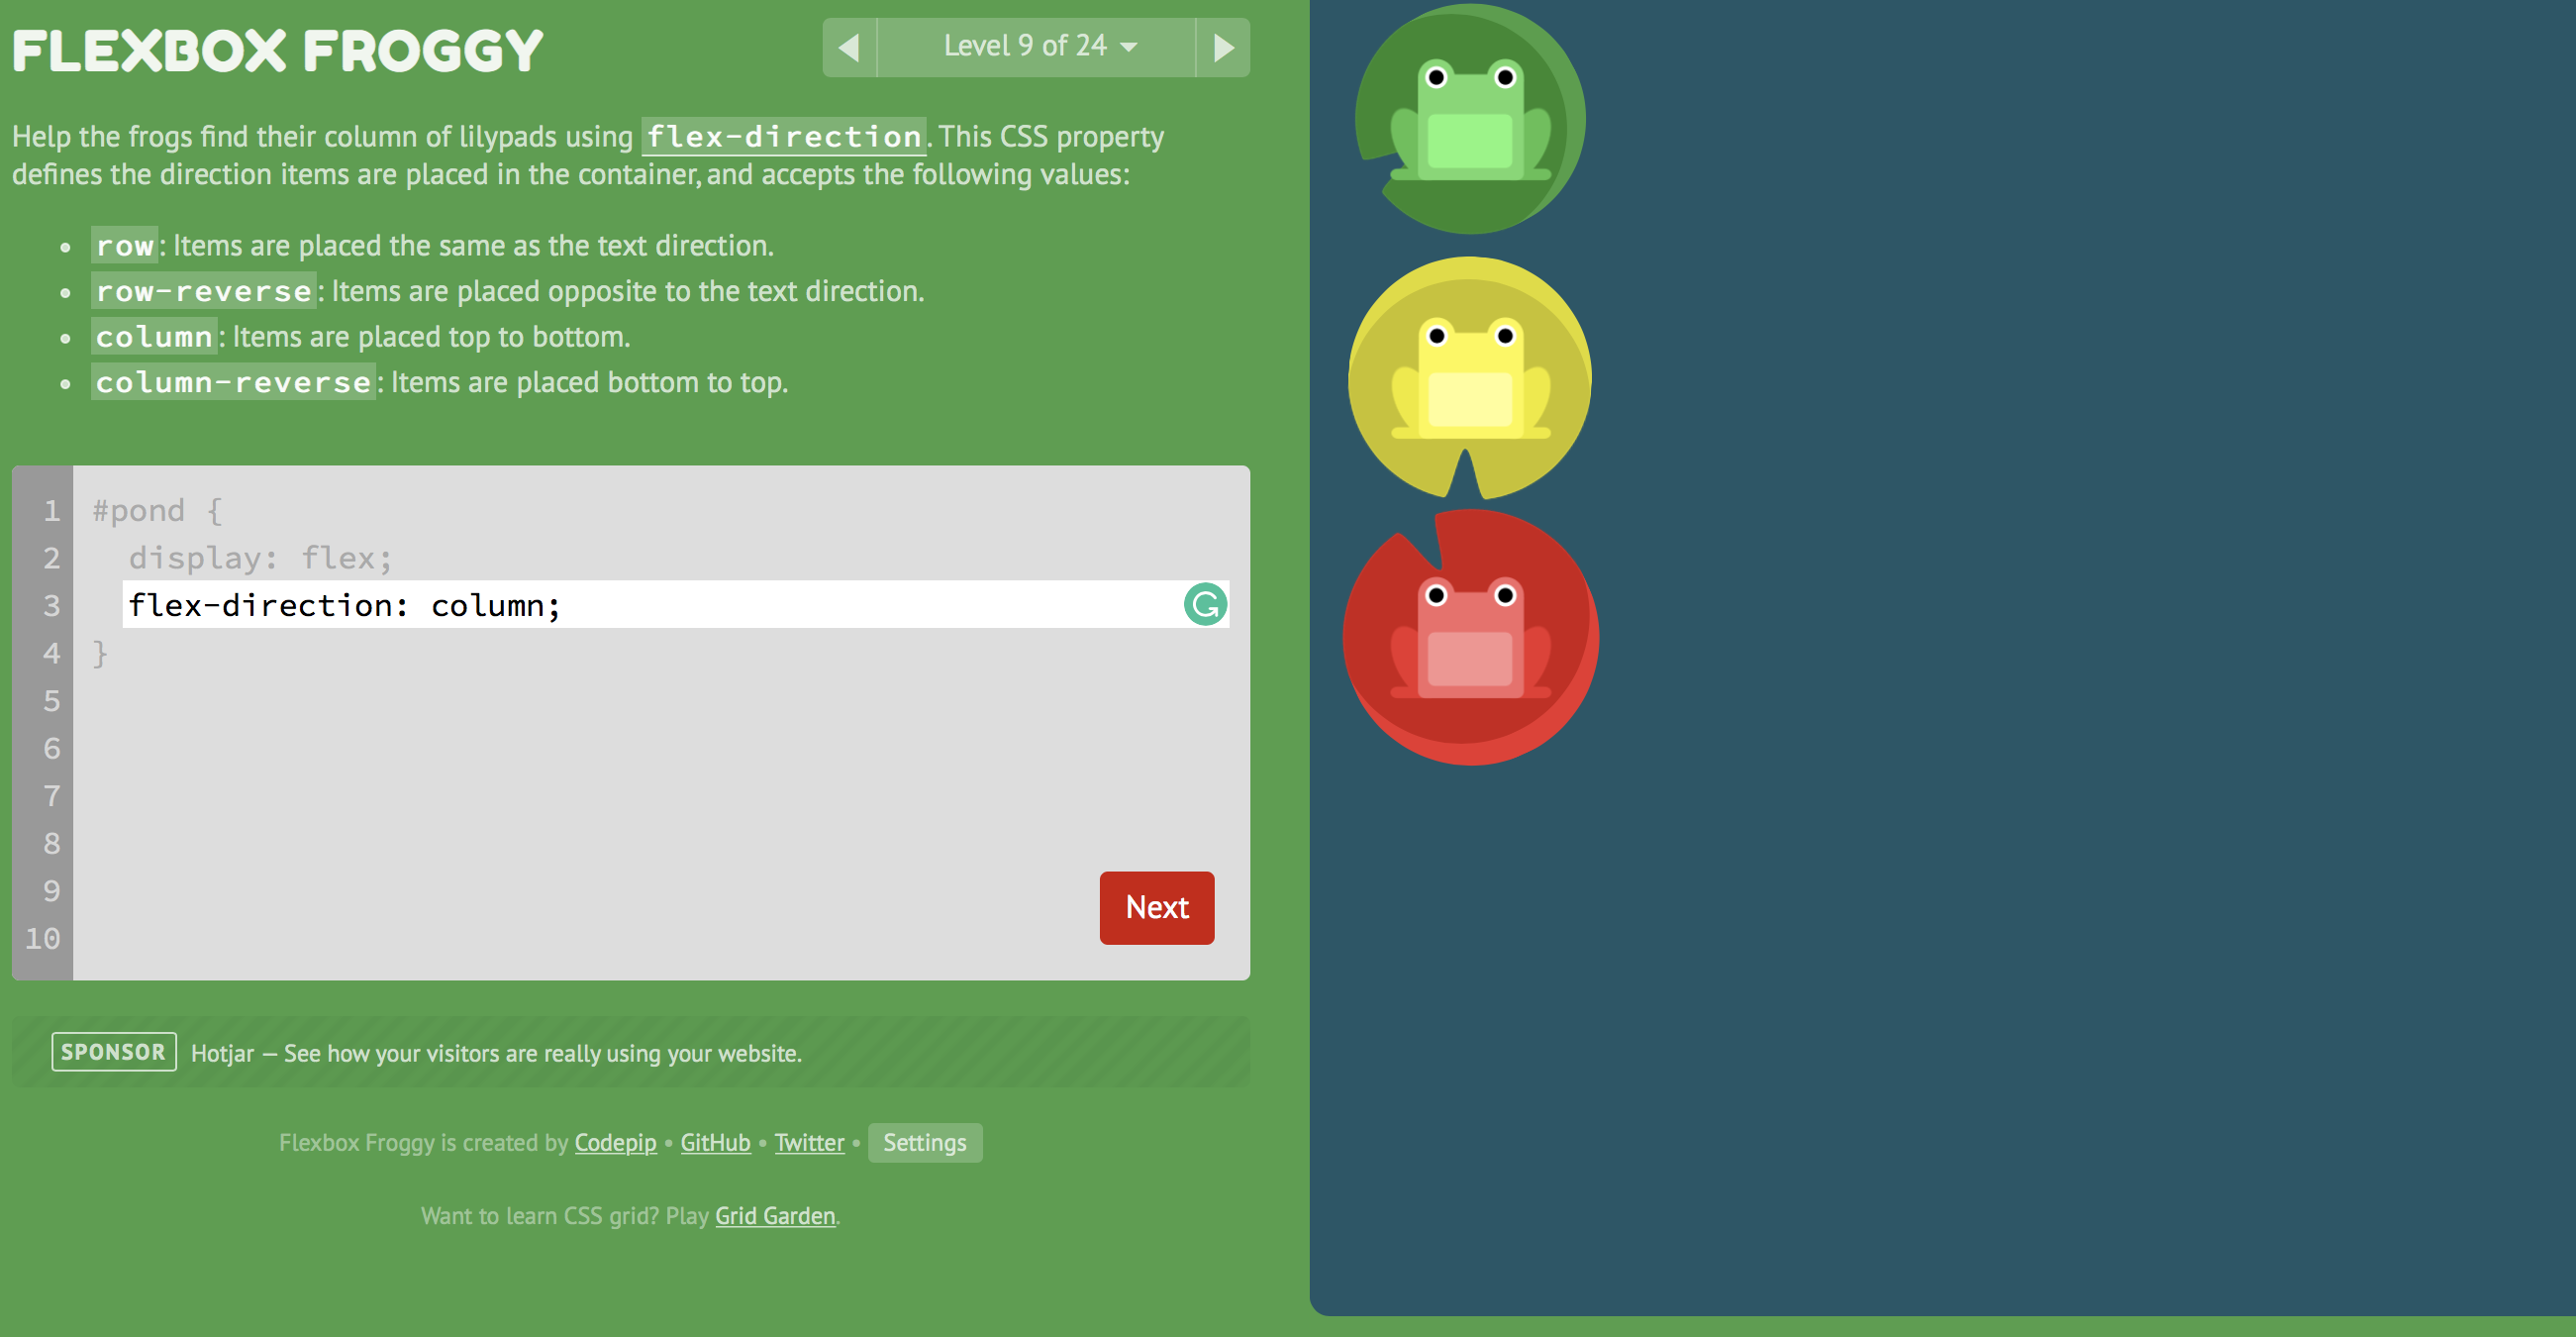 FLEXBOX FROGGY
Level 9 of 24
Help the frogs find their column of lilypads using flex-direction. This CSS property
defines the direction items are placed in the container, and accepts the following values:
row: Items are placed the same as the text direction.
row-reverse: Items are placed opposite to the text direction.
column: Items are placed top to bottom.
column-reverse: Items are placed bottom to top.
1 #pond {
2 display: flex;
3 flex-direction: column;
4 }
5
6
7
8
9
10
Next
SPONSOR Hotjar — See how your visitors are really using your website.
Flexbox Froggy is created by Codepip • GitHub • Twitter • Settings
Want to learn CSS grid? Play Grid Garden.